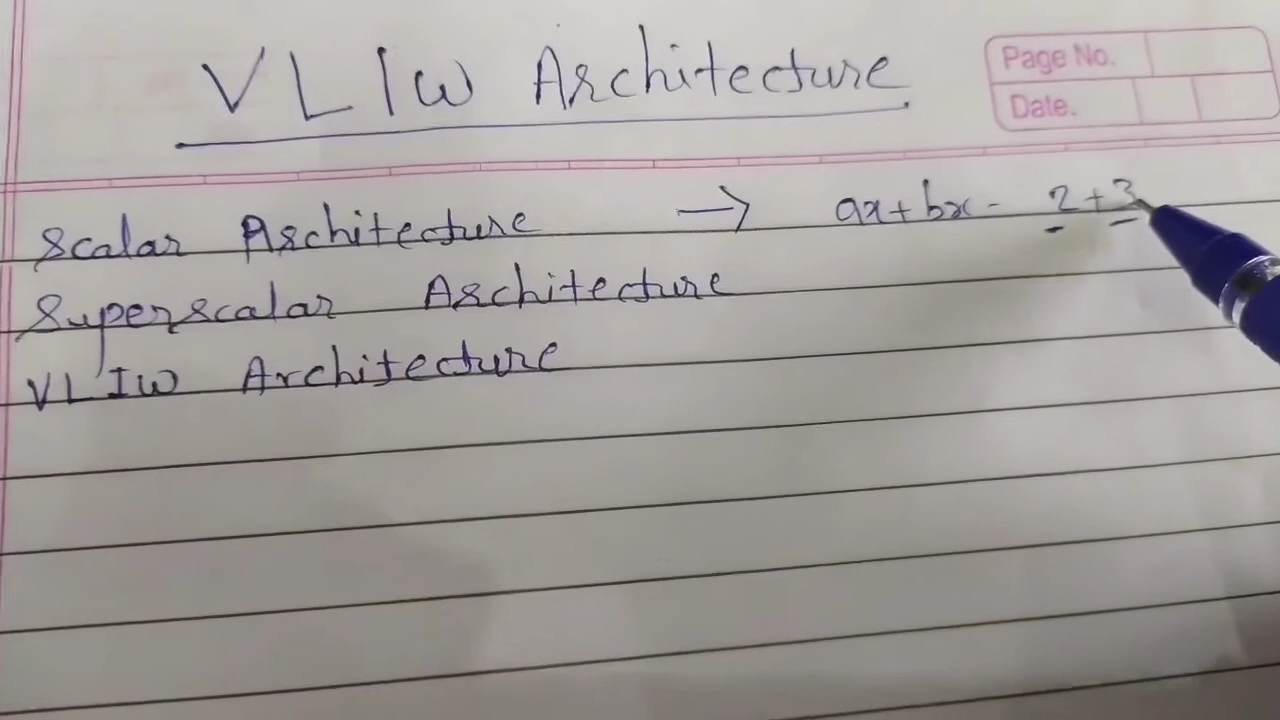 VLIW Architecture
Page No.
Date.
Scalar Architecture → ax+bx - 2+3
Superscalar Architecture
VLIW Architecture